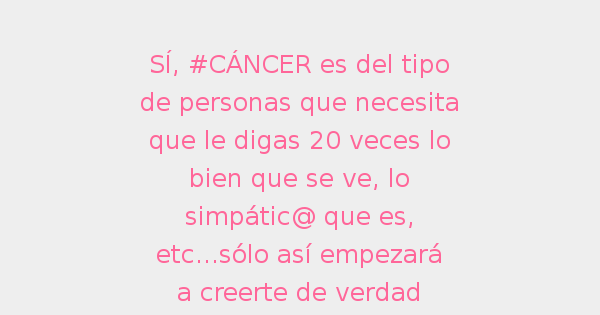 SÍ, #CÁNCER es del tipo
de personas que necesita
que le digas 20 veces lo
bien que se ve, lo
simpátic@ que es,
etc...sólo así empezará
a creerte de verdad